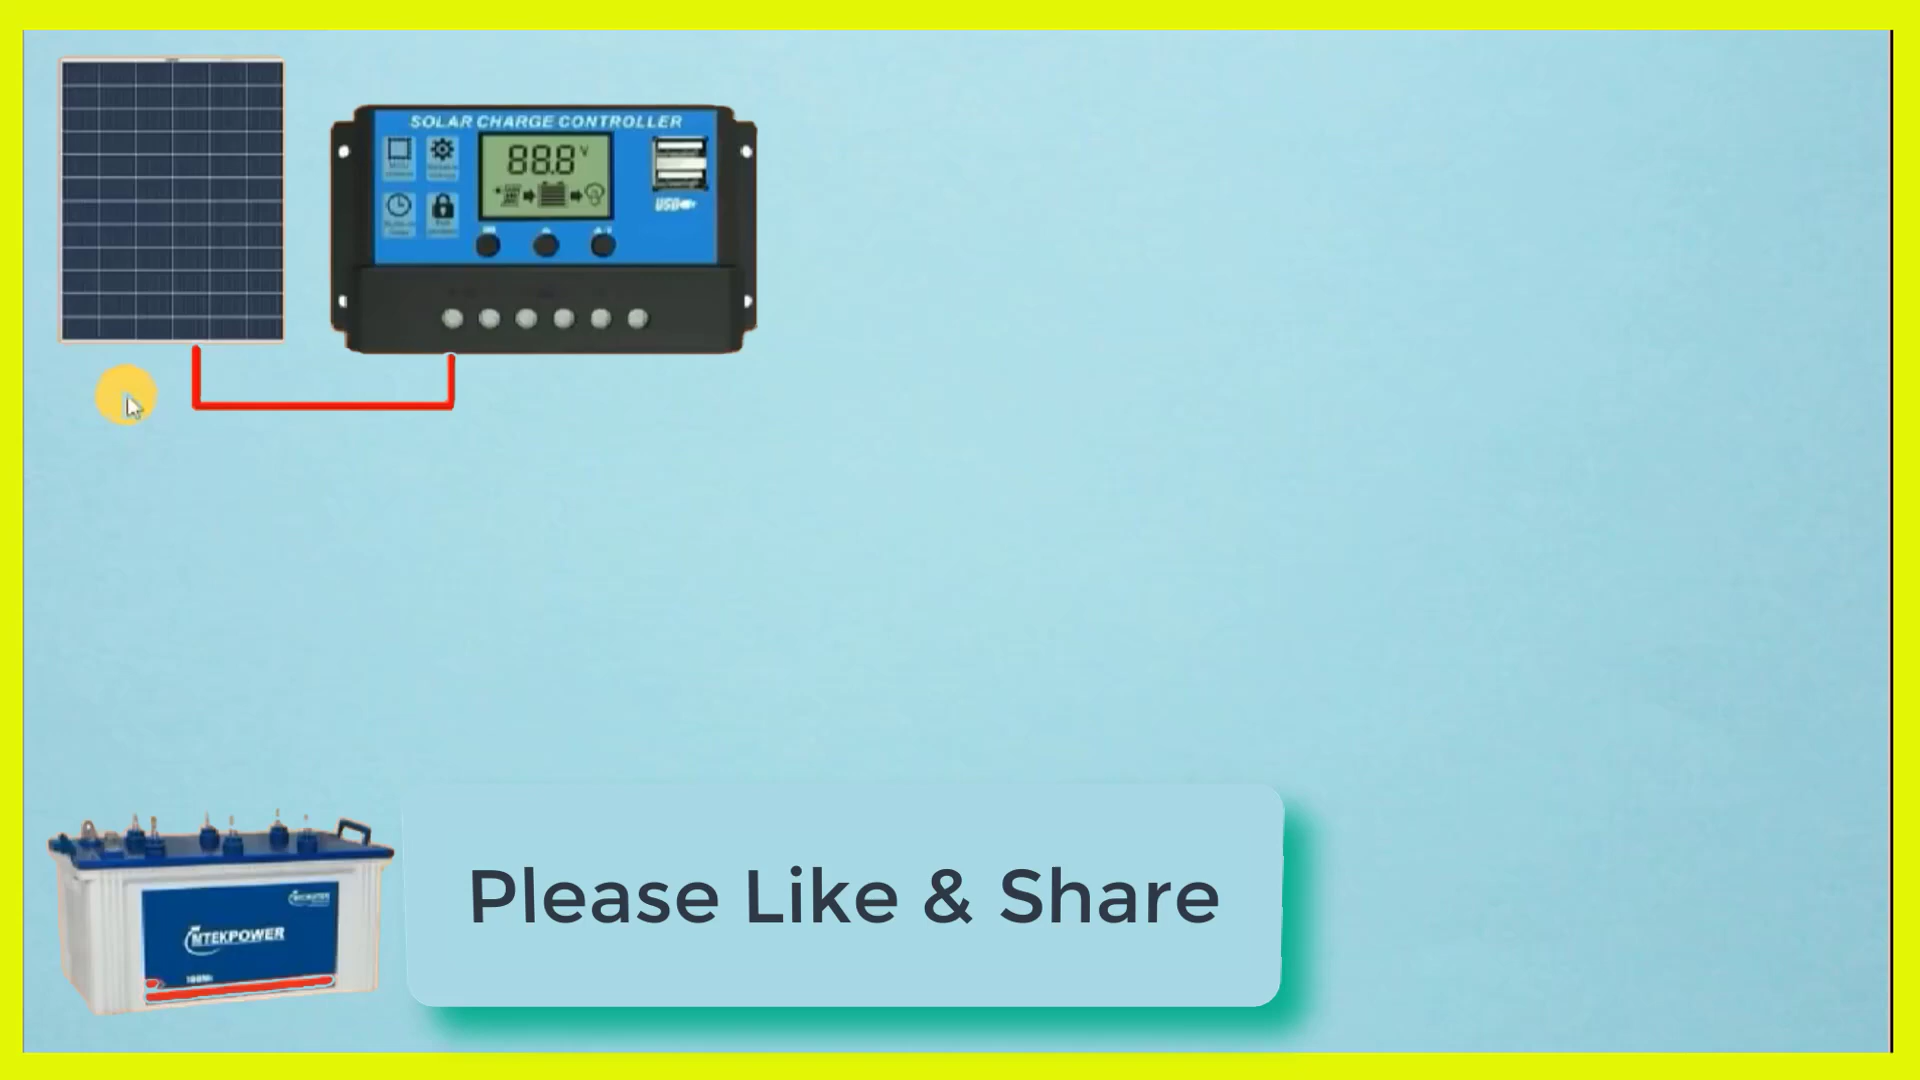 SOLAR CHARGE CONTROLLER
88.8 V
USB
Please Like & Share
NTEKPOWER